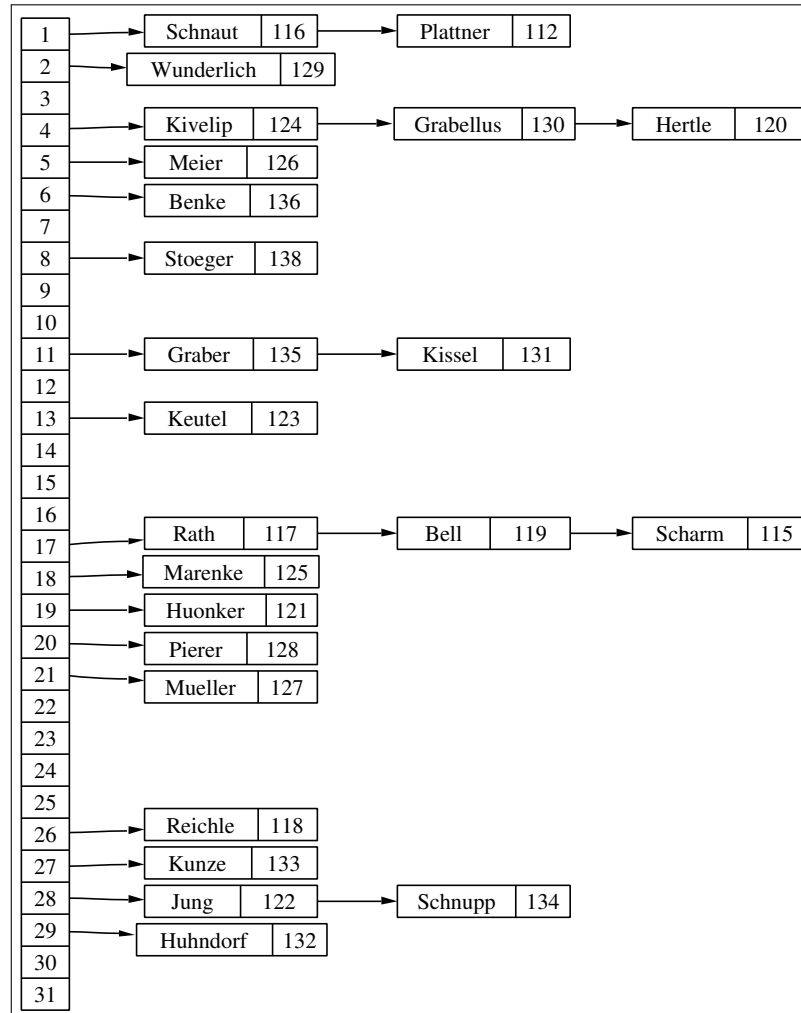 1 Schnaut 116 Plattner 112
2 Wunderlich 129
3
4 Kivelip 124 Grabellus 130 Hertle 120
5 Meier 126
6 Benke 136
7
8 Stoeger 138
9
10
11 Graber 135 Kissel 131
12
13 Keutel 123
14
15
16
17 Rath 117 Bell 119 Scharm 115
18 Marenke 125
19 Huonker 121
20 Pierer 128
21 Mueller 127
22
23
24
25
26 Reichle 118
27 Kunze 133
28 Jung 122 Schnupp 134
29 Huhndorf 132
30
31